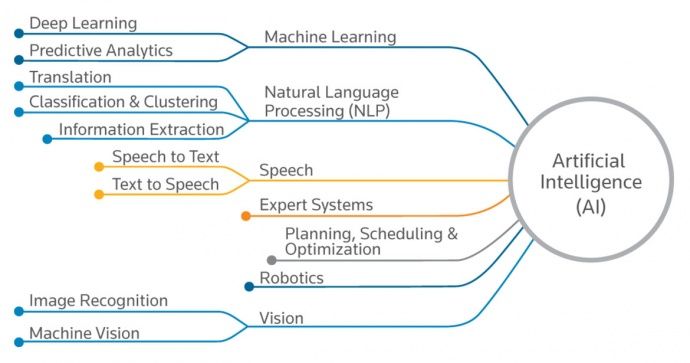 Deep Learning
Predictive Analytics
Machine Learning
Translation
Classification & Clustering
Information Extraction
Natural Language
Processing (NLP)
Speech to Text
Text to Speech
Speech
Expert Systems
Planning, Scheduling &
Optimization
Robotics
Image Recognition
Machine Vision
Vision
Artificial
Intelligence
(AI)